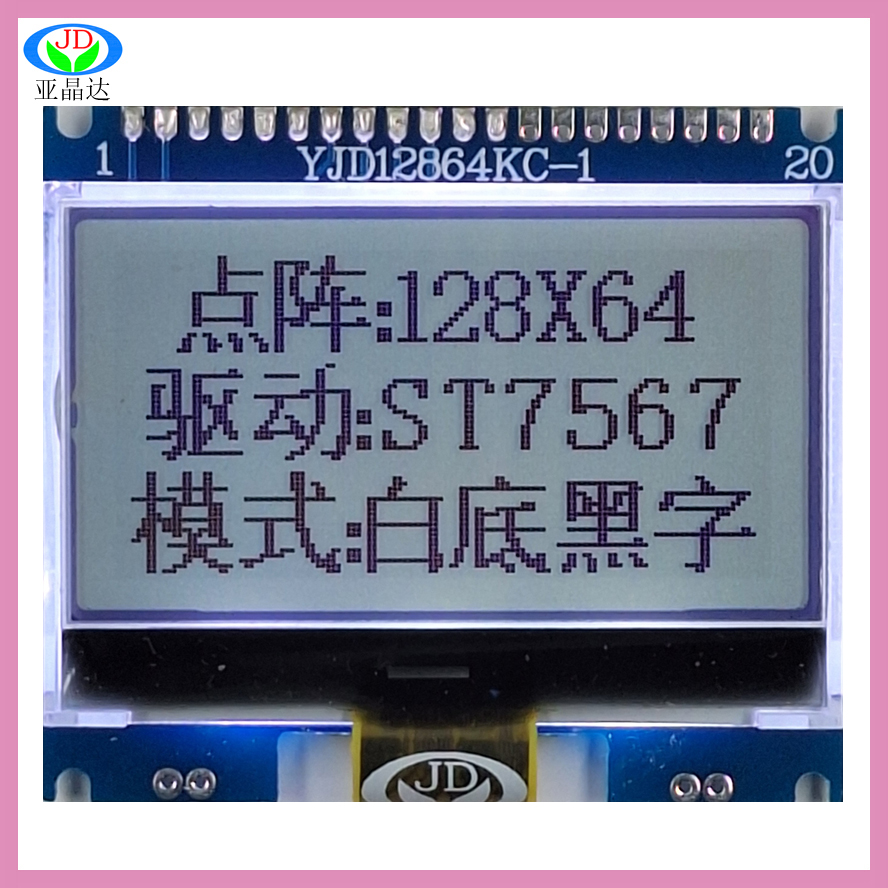 JD
亚晶达
1 YJD12864KC-1 20
点阵:128X64
驱动:ST7567
模式:白底黑字
JD